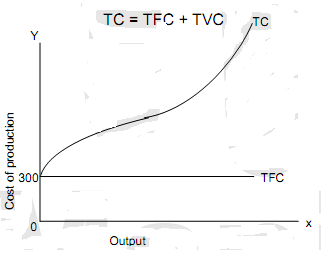 TC = TFC + TVC
TC
Y
Cost of production
300
TFC
0
x
Output